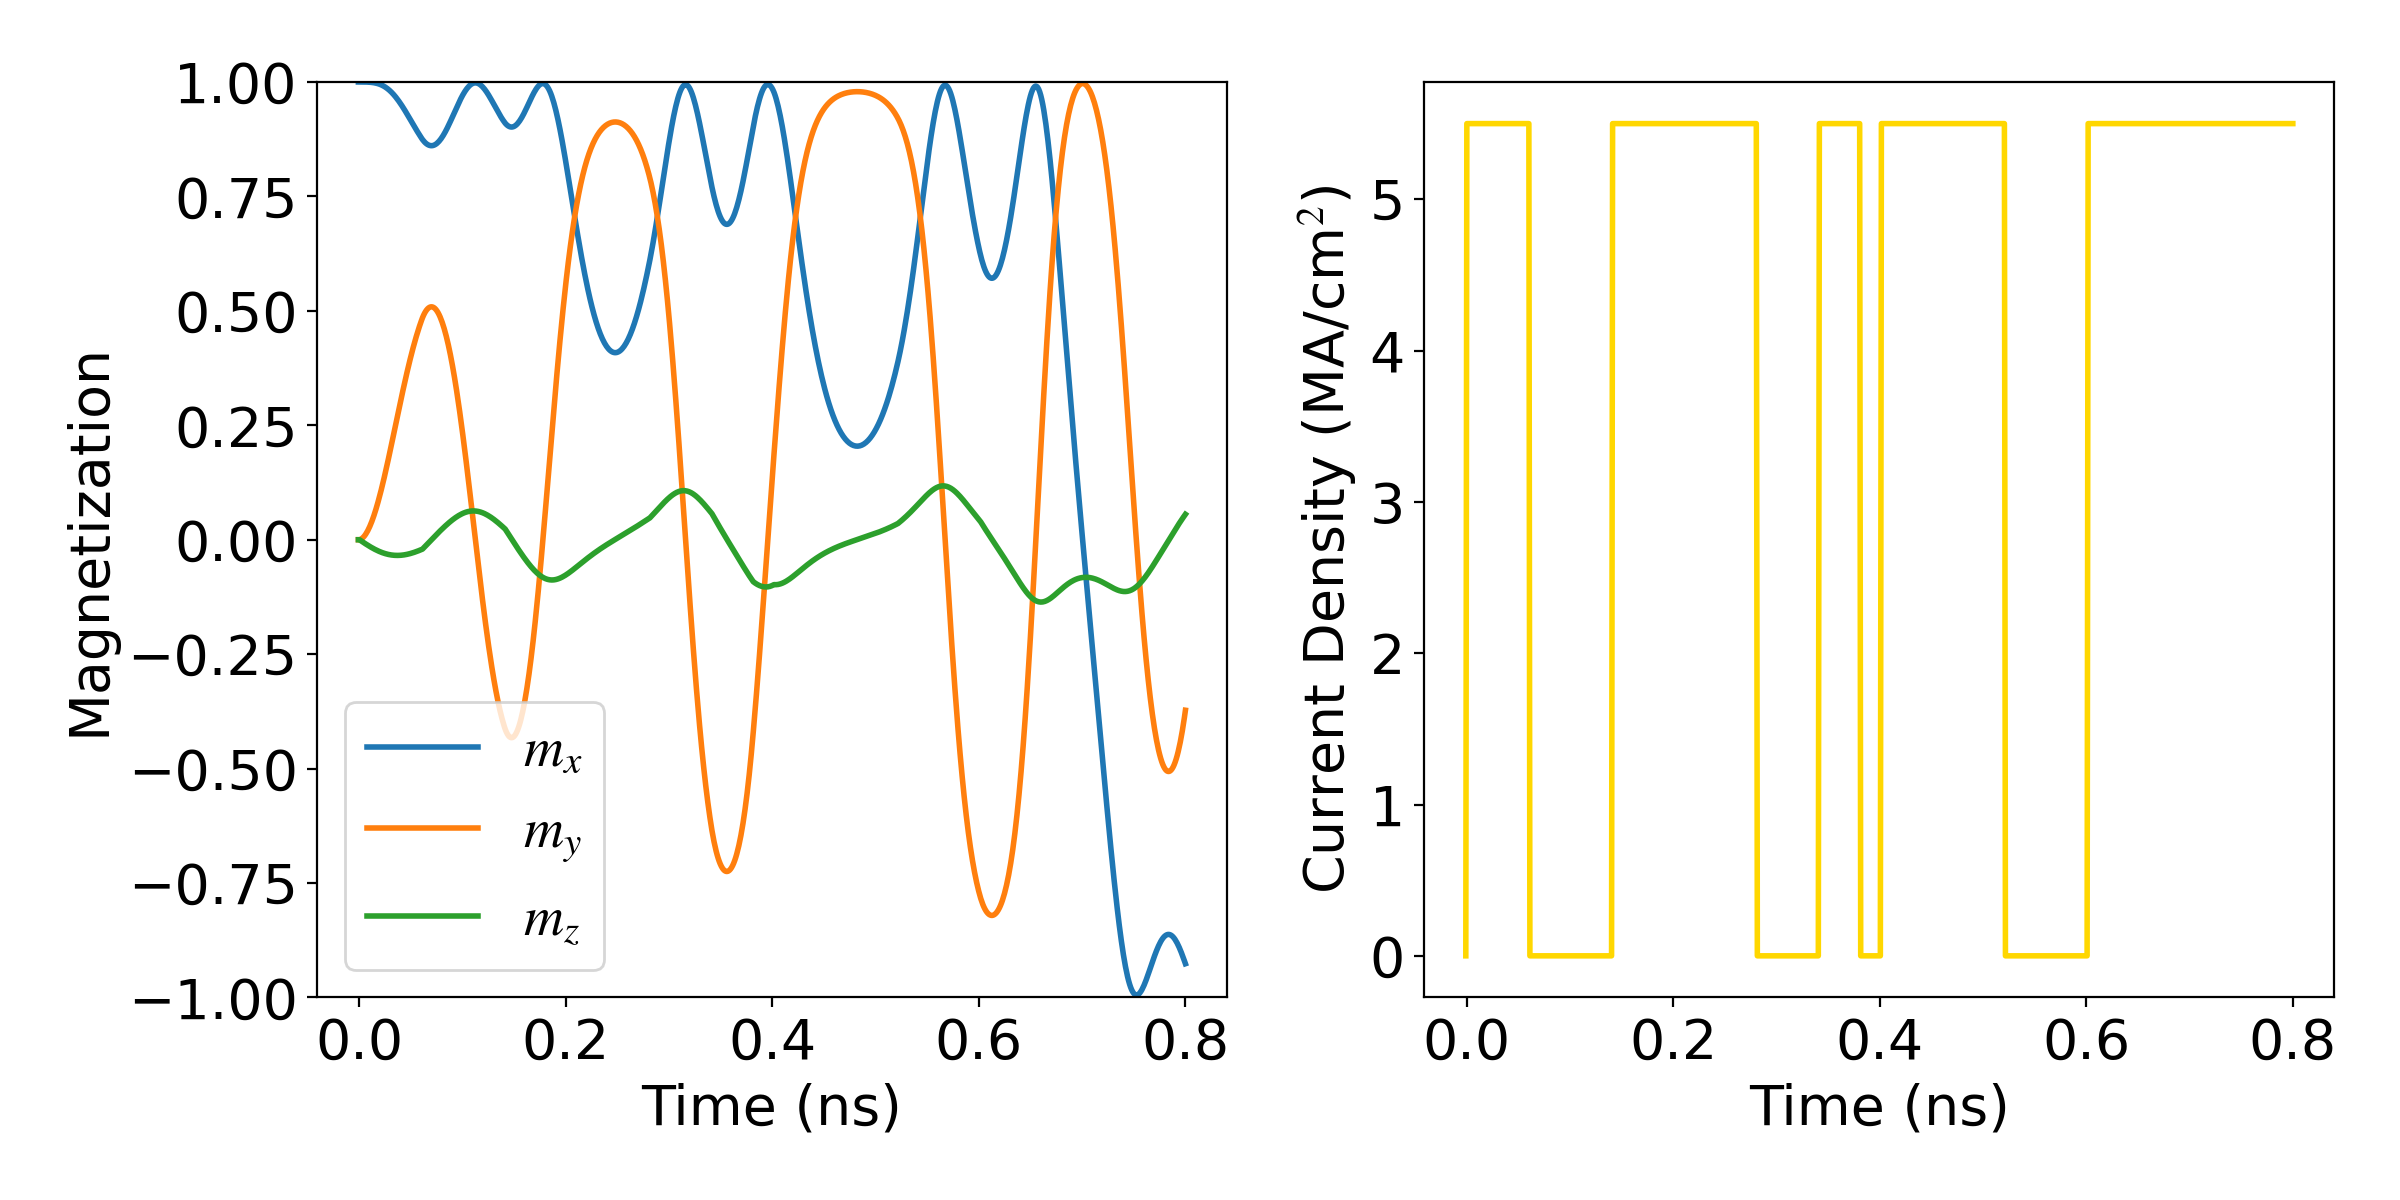 Magnetization
1.00
0.75
0.50
0.25
0.00
−0.25
−0.50
−0.75
−1.00
m_x
m_y
m_z
0.0 0.2 0.4 0.6 0.8
Time (ns)
Current Density (MA/cm²)
5
4
3
2
1
0
0.0 0.2 0.4 0.6 0.8
Time (ns)